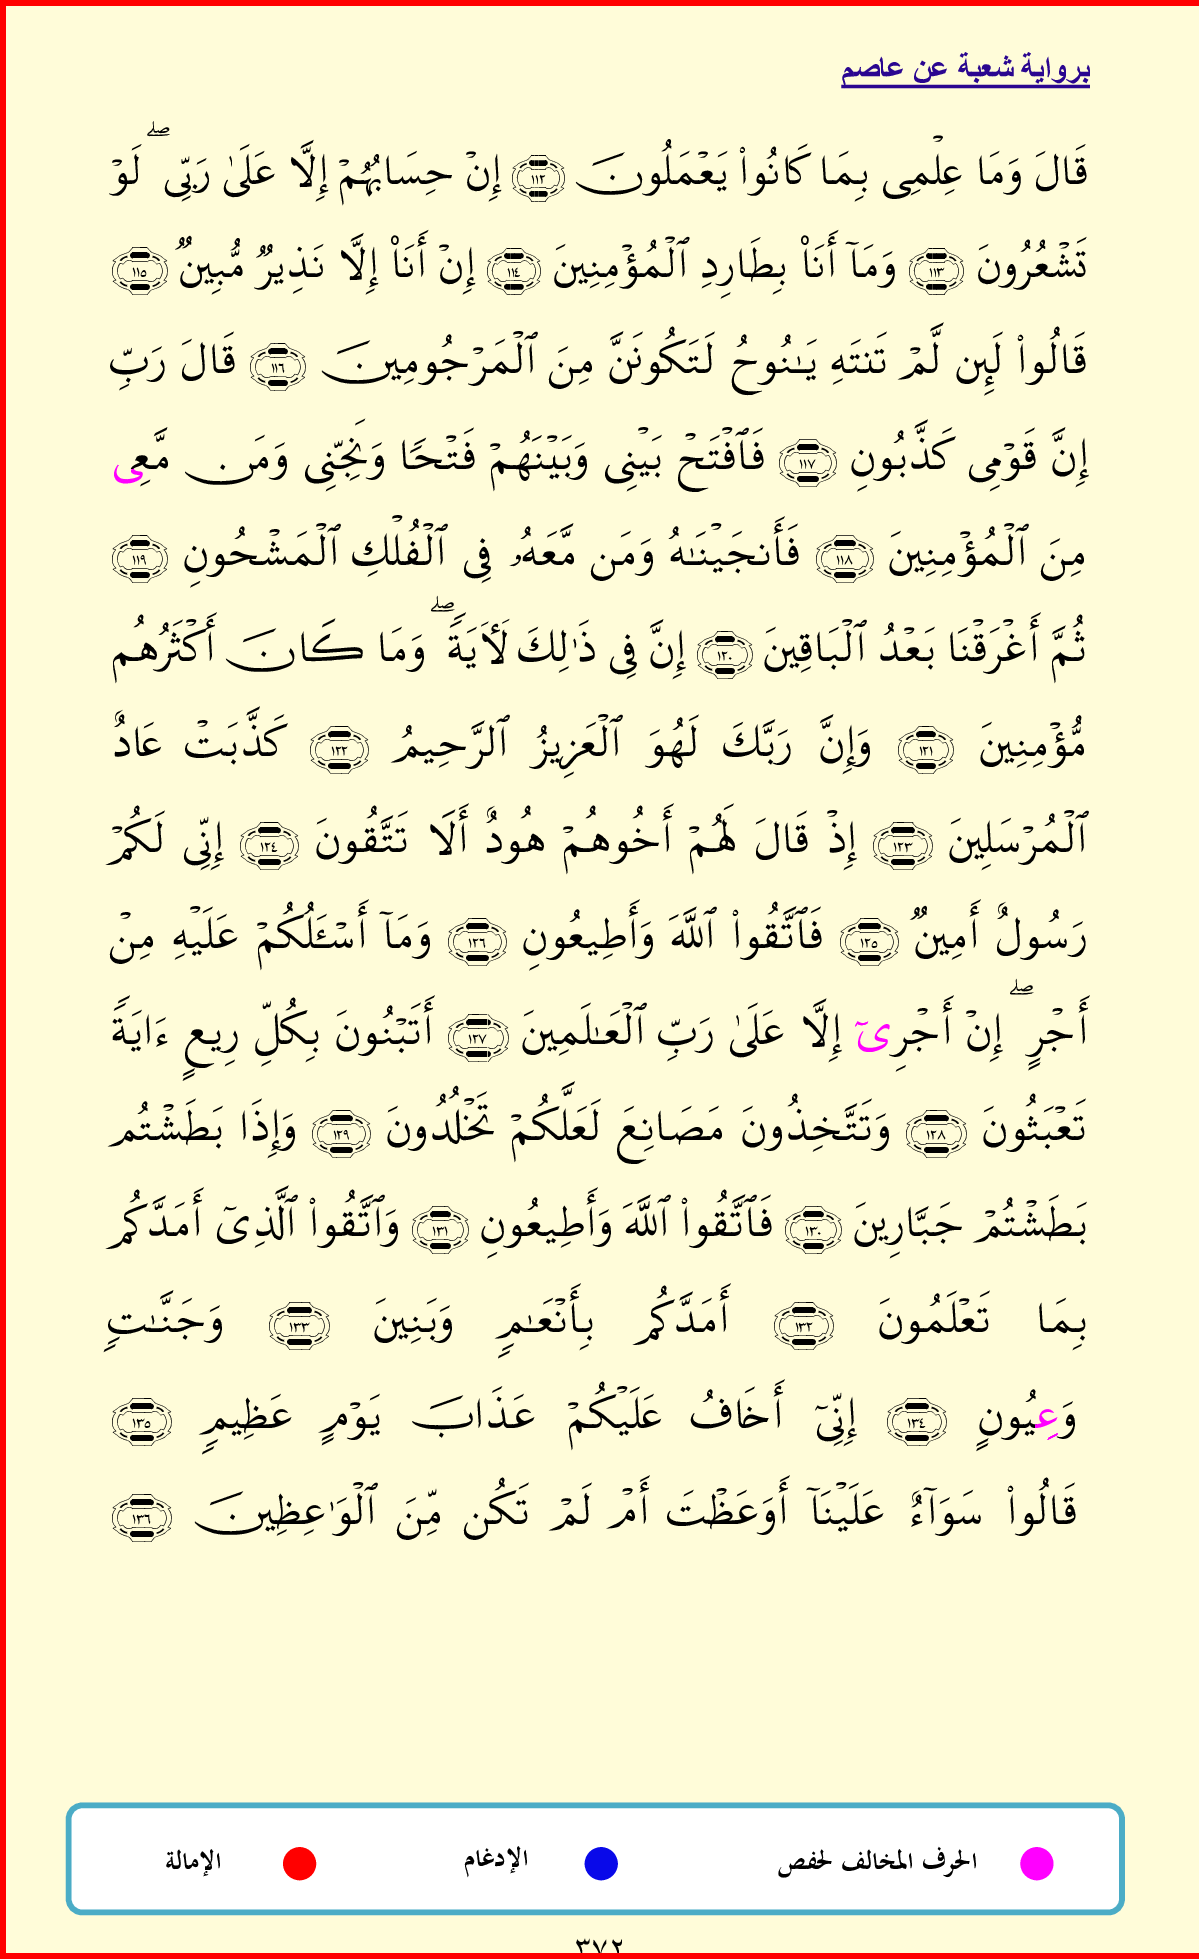 برواية شعبة عن عاصم
قَالَ وَمَا عِلْمِى بِمَا كَانُوا۟ يَعْمَلُونَ ١١٢ إِنْ حِسَابُهُمْ إِلَّا عَلَىٰ رَبِّى ۖ لَوْ
تَشْعُرُونَ ١١٣ وَمَآ أَنَا۠ بِطَارِدِ ٱلْمُؤْمِنِينَ ١١٤ إِنْ أَنَا۠ إِلَّا نَذِيرٌ مُّبِينٌ ١١٥
قَالُوا۟ لَئِن لَّمْ تَنتَهِ يَـٰنُوحُ لَتَكُونَنَّ مِنَ ٱلْمَرْجُومِينَ ١١٦ قَالَ رَبِّ
إِنَّ قَوْمِى كَذَّبُونِ ١١٧ فَٱفْتَحْ بَيْنِى وَبَيْنَهُمْ فَتْحًا وَنَجِّنِى وَمَن مَّعِى
مِنَ ٱلْمُؤْمِنِينَ ١١٨ فَأَنجَيْنَـٰهُ وَمَن مَّعَهُۥ فِى ٱلْفُلْكِ ٱلْمَشْحُونِ ١١٩
ثُمَّ أَغْرَقْنَا بَعْدُ ٱلْبَاقِينَ ١٢٠ إِنَّ فِى ذَٰلِكَ لَـَٔايَةً ۖ وَمَا كَانَ أَكْثَرُهُم
مُّؤْمِنِينَ ١٢١ وَإِنَّ رَبَّكَ لَهُوَ ٱلْعَزِيزُ ٱلرَّحِيمُ ١٢٢ كَذَّبَتْ عَادٌ
ٱلْمُرْسَلِينَ ١٢٣ إِذْ قَالَ لَهُمْ أَخُوهُمْ هُودٌ أَلَا تَتَّقُونَ ١٢٤ إِنِّى لَكُمْ
رَسُولٌ أَمِينٌ ١٢٥ فَٱتَّقُوا۟ ٱللَّهَ وَأَطِيعُونِ ١٢٦ وَمَآ أَسْـَٔلُكُمْ عَلَيْهِ مِنْ
أَجْرٍ ۖ إِنْ أَجْرِىٓ إِلَّا عَلَىٰ رَبِّ ٱلْعَـٰلَمِينَ ١٢٧ أَتَبْنُونَ بِكُلِّ رِيعٍ ءَايَةً
تَعْبَثُونَ ١٢٨ وَتَتَّخِذُونَ مَصَانِعَ لَعَلَّكُمْ تَخْلُدُونَ ١٢٩ وَإِذَا بَطَشْتُم
بَطَشْتُمْ جَبَّارِينَ ١٣٠ فَٱتَّقُوا۟ ٱللَّهَ وَأَطِيعُونِ ١٣١ وَٱتَّقُوا۟ ٱلَّذِىٓ أَمَدَّكُم
بِمَا تَعْلَمُونَ ١٣٢ أَمَدَّكُم بِأَنْعَـٰمٍ وَبَنِينَ ١٣٣ وَجَنَّـٰتٍ
وَعِيُونٍ ١٣٤ إِنِّىٓ أَخَافُ عَلَيْكُمْ عَذَابَ يَوْمٍ عَظِيمٍ ١٣٥
قَالُوا۟ سَوَآءٌ عَلَيْنَآ أَوَعَظْتَ أَمْ لَمْ تَكُن مِّنَ ٱلْوَٰعِظِينَ ١٣٦
الحرف المخالف لحفص الإدغام الإمالة
٣٧٢